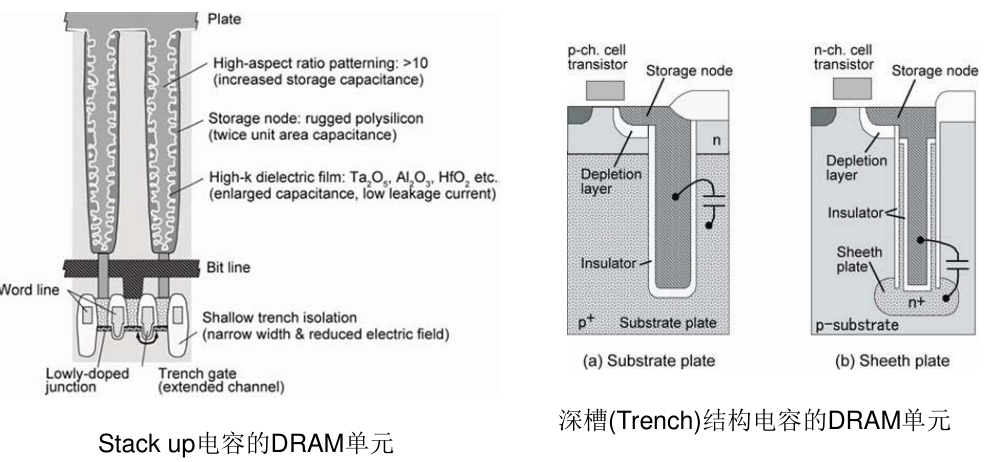 Plate
High-aspect ratio patterning: >10
(increased storage capacitance)
Storage node: rugged polysilicon
(twice unit area capacitance)
High-k dielectric film: Ta2O5, Al2O3, HfO2 etc.
(enlarged capacitance, low leakage current)
Bit line
Word line
Shallow trench isolation
(narrow width & reduced electric field)
Lowly-doped
junction
Trench gate
(extended channel)
Stack up电容的DRAM单元
p-ch. cell
transistor
Storage node
n
Depletion
layer
Insulator
p+
Substrate plate
(a) Substrate plate
n-ch. cell
transistor
Storage node
Depletion
layer
Insulator
Sheeth
plate
n+
p-substrate
(b) Sheeth plate
深槽(Trench)结构电容的DRAM单元